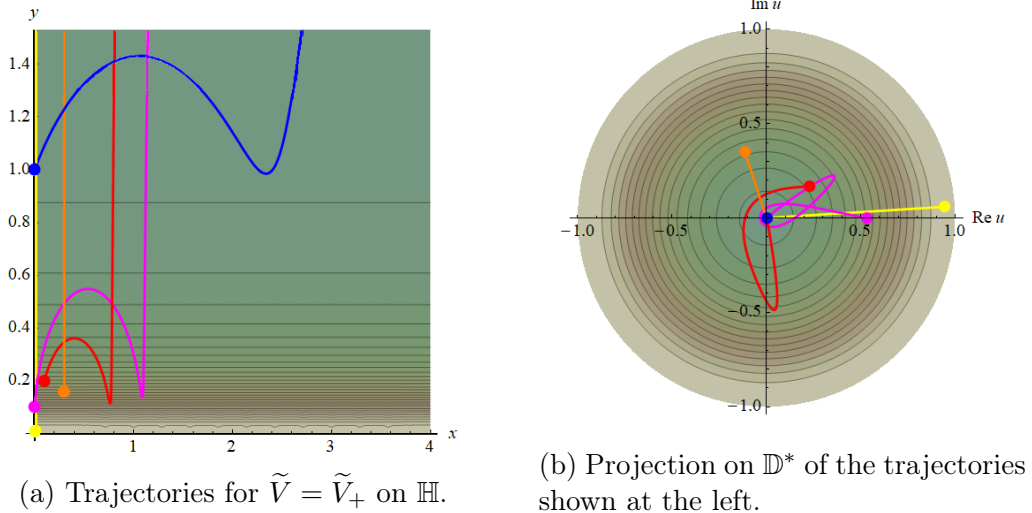 y
1.4
1.2
1.0
0.8
0.6
0.4
0.2
1
2
3
4
x
(a) Trajectories for Ṽ = Ṽ₊ on ℍ.
Im u
1.0
0.5
−1.0
−0.5
0.5
1.0
Re u
−0.5
−1.0
(b) Projection on 𝔻* of the trajectories
shown at the left.